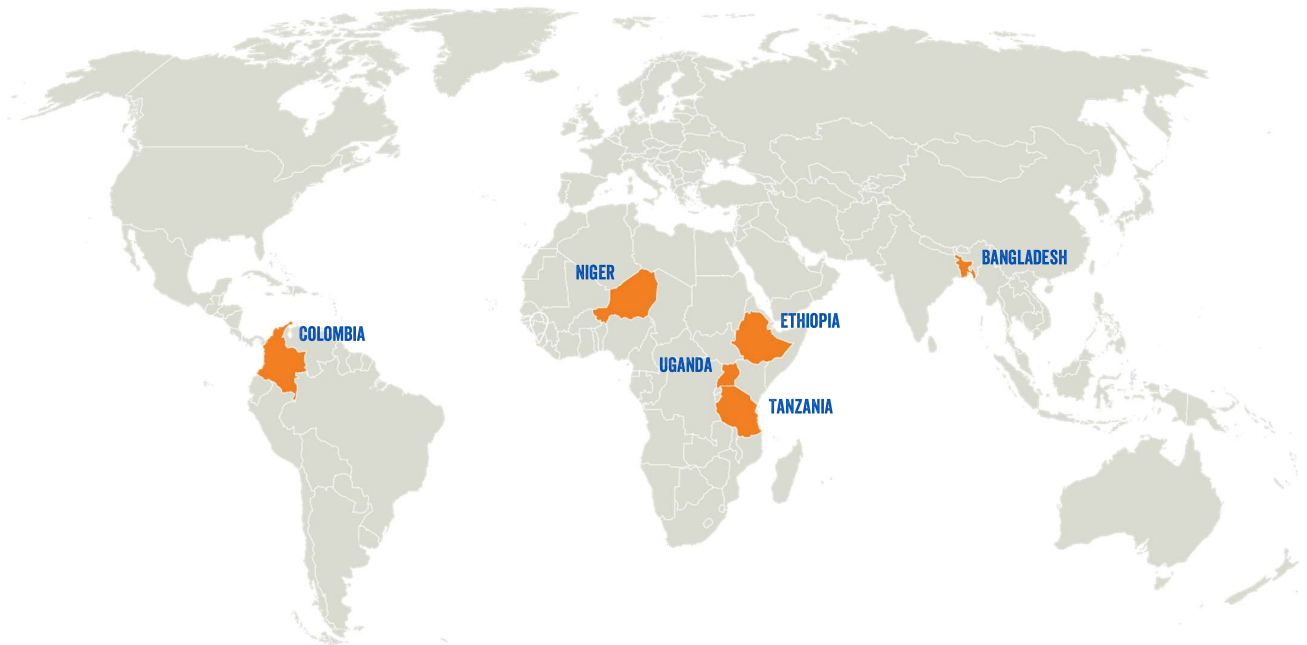 BANGLADESH
NIGER
ETHIOPIA
COLOMBIA
UGANDA
TANZANIA